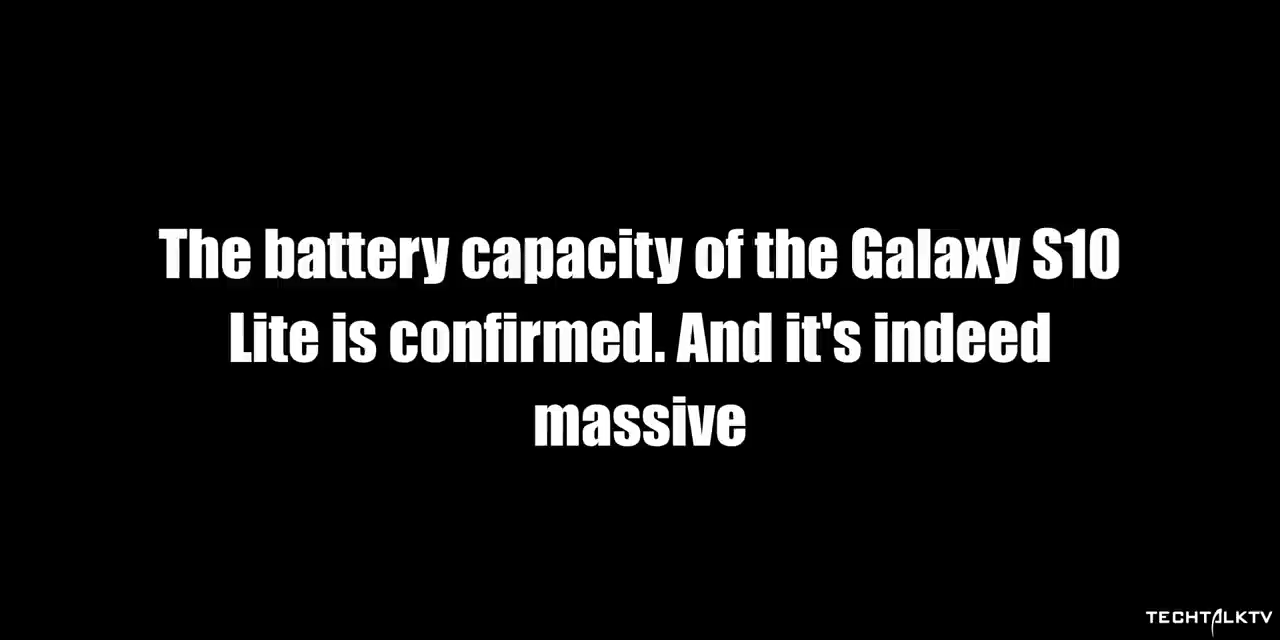 The battery capacity of the Galaxy S10
Lite is confirmed. And it's indeed
massive
TECHTALKTV